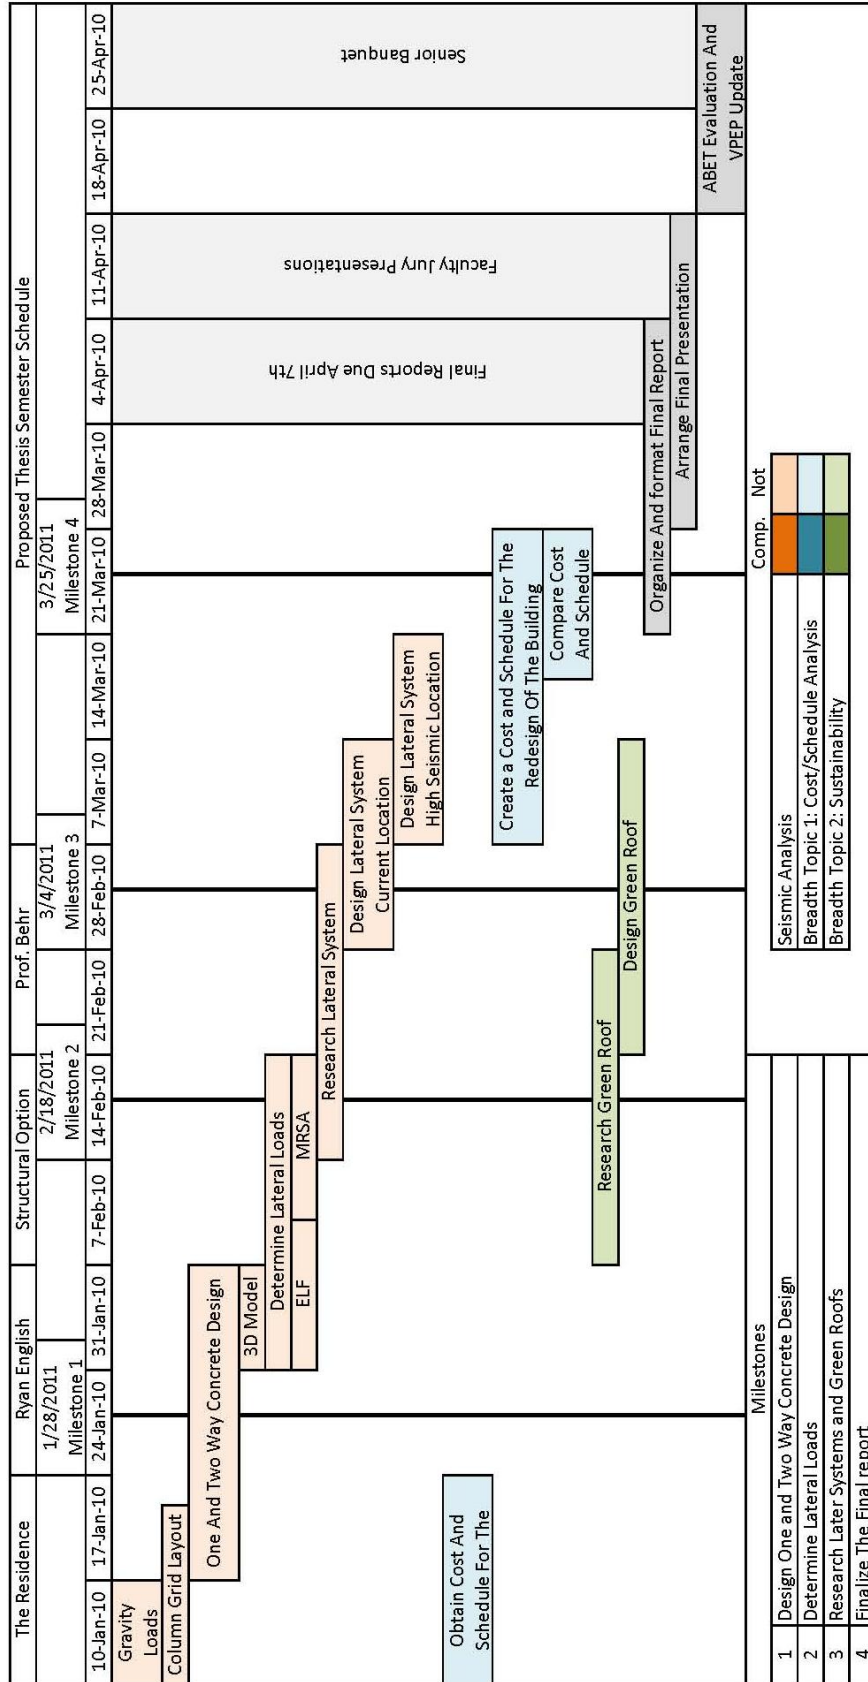 The Residence
Ryan English
Structural Option
Prof. Behr
Proposed Thesis Semester Schedule
1/28/2011
Milestone 1
2/18/2011
Milestone 2
3/4/2011
Milestone 3
3/25/2011
Milestone 4
10-Jan-10
17-Jan-10
24-Jan-10
31-Jan-10
7-Feb-10
14-Feb-10
21-Feb-10
28-Feb-10
7-Mar-10
14-Mar-10
21-Mar-10
28-Mar-10
4-Apr-10
11-Apr-10
18-Apr-10
25-Apr-10
Gravity
Loads
Column Grid Layout
One And Two Way Concrete Design
3D Model
Determine Lateral Loads
ELF
MRSA
Research Lateral System
Design Lateral System
Current Location
Design Lateral System
High Seismic Location
Obtain Cost And
Schedule For The
Create a Cost and Schedule For The
Redesign Of The Building
Compare Cost
And Schedule
Research Green Roof
Design Green Roof
Organize And format Final Report
Arrange Final Presentation
Final Reports Due April 7th
Faculty Jury Presentations
Senior Banquet
ABET Evaluation And
VPEP Update
Milestones
1 Design One and Two Way Concrete Design
2 Determine Lateral Loads
3 Research Later Systems and Green Roofs
4 Finalize The Final report
Comp. Not
Seismic Analysis
Breadth Topic 1: Cost/Schedule Analysis
Breadth Topic 2: Sustainability